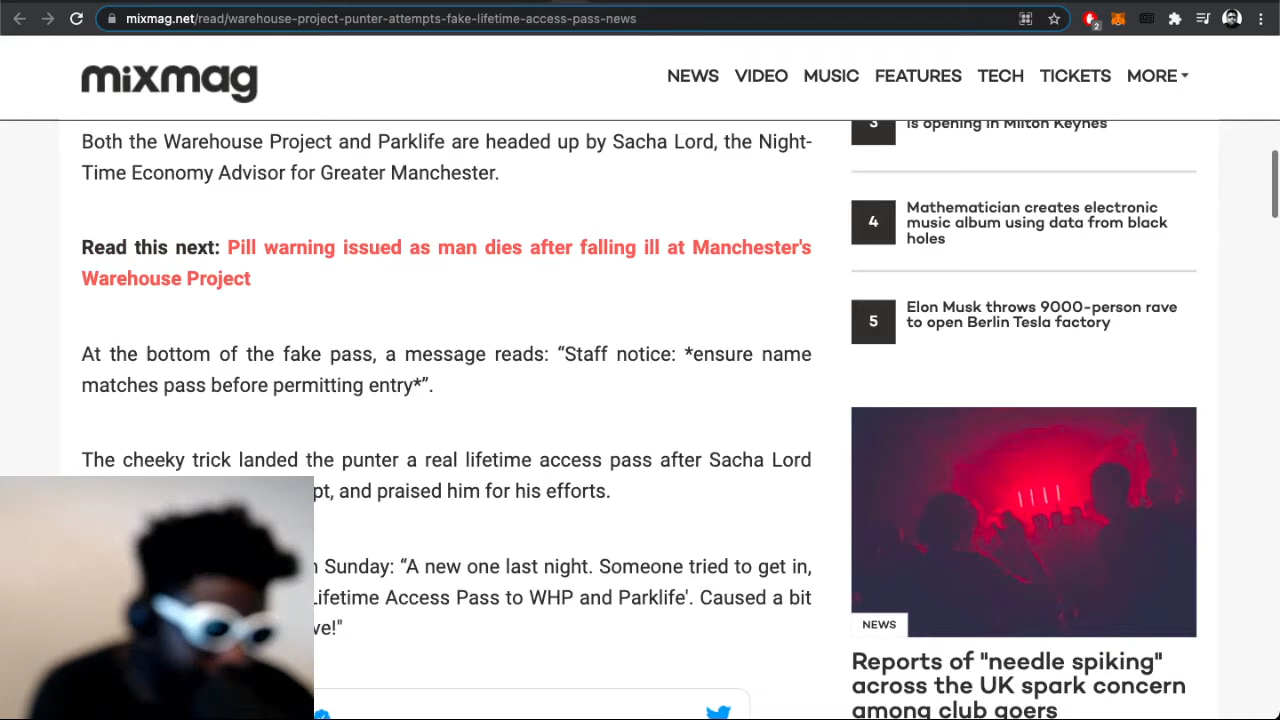 mixmag.net/read/warehouse-project-punter-attempts-fake-lifetime-access-pass-news
2
mixmag
NEWS VIDEO MUSIC FEATURES TECH TICKETS MORE
Both the Warehouse Project and Parklife are headed up by Sacha Lord, the Night-
Time Economy Advisor for Greater Manchester.
Read this next: Pill warning issued as man dies after falling ill at Manchester's
Warehouse Project
At the bottom of the fake pass, a message reads: “Staff notice: *ensure name
matches pass before permitting entry*”.
The cheeky trick landed the punter a real lifetime access pass after Sacha Lord
pt, and praised him for his efforts.
Sunday: “A new one last night. Someone tried to get in,
Lifetime Access Pass to WHP and Parklife'. Caused a bit
ve!"
3
is opening in Milton Keynes
4
Mathematician creates electronic
music album using data from black
holes
5
Elon Musk throws 9000-person rave
to open Berlin Tesla factory
NEWS
Reports of "needle spiking"
across the UK spark concern
among club goers